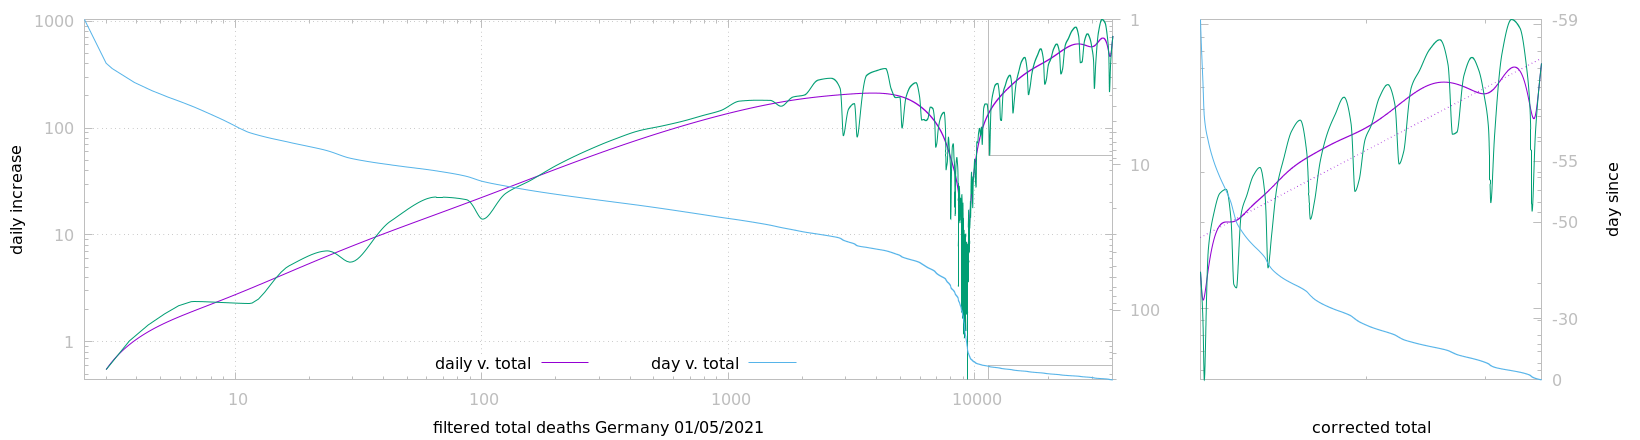 1000
100
10
1
daily increase
10
100
1000
10000
1
10
100
daily v. total
day v. total
filtered total deaths Germany 01/05/2021
-59
-55
-50
-30
0
day since
corrected total